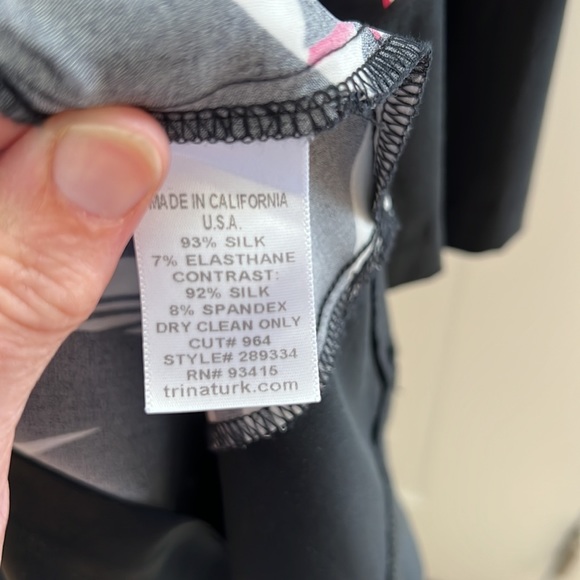 MADE IN CALIFORNIA
U.S.A.
93% SILK
7% ELASTHANE
CONTRAST:
92% SILK
8% SPANDEX
DRY CLEAN ONLY
CUT# 964
STYLE# 289334
RN# 93415
trinaturk.com